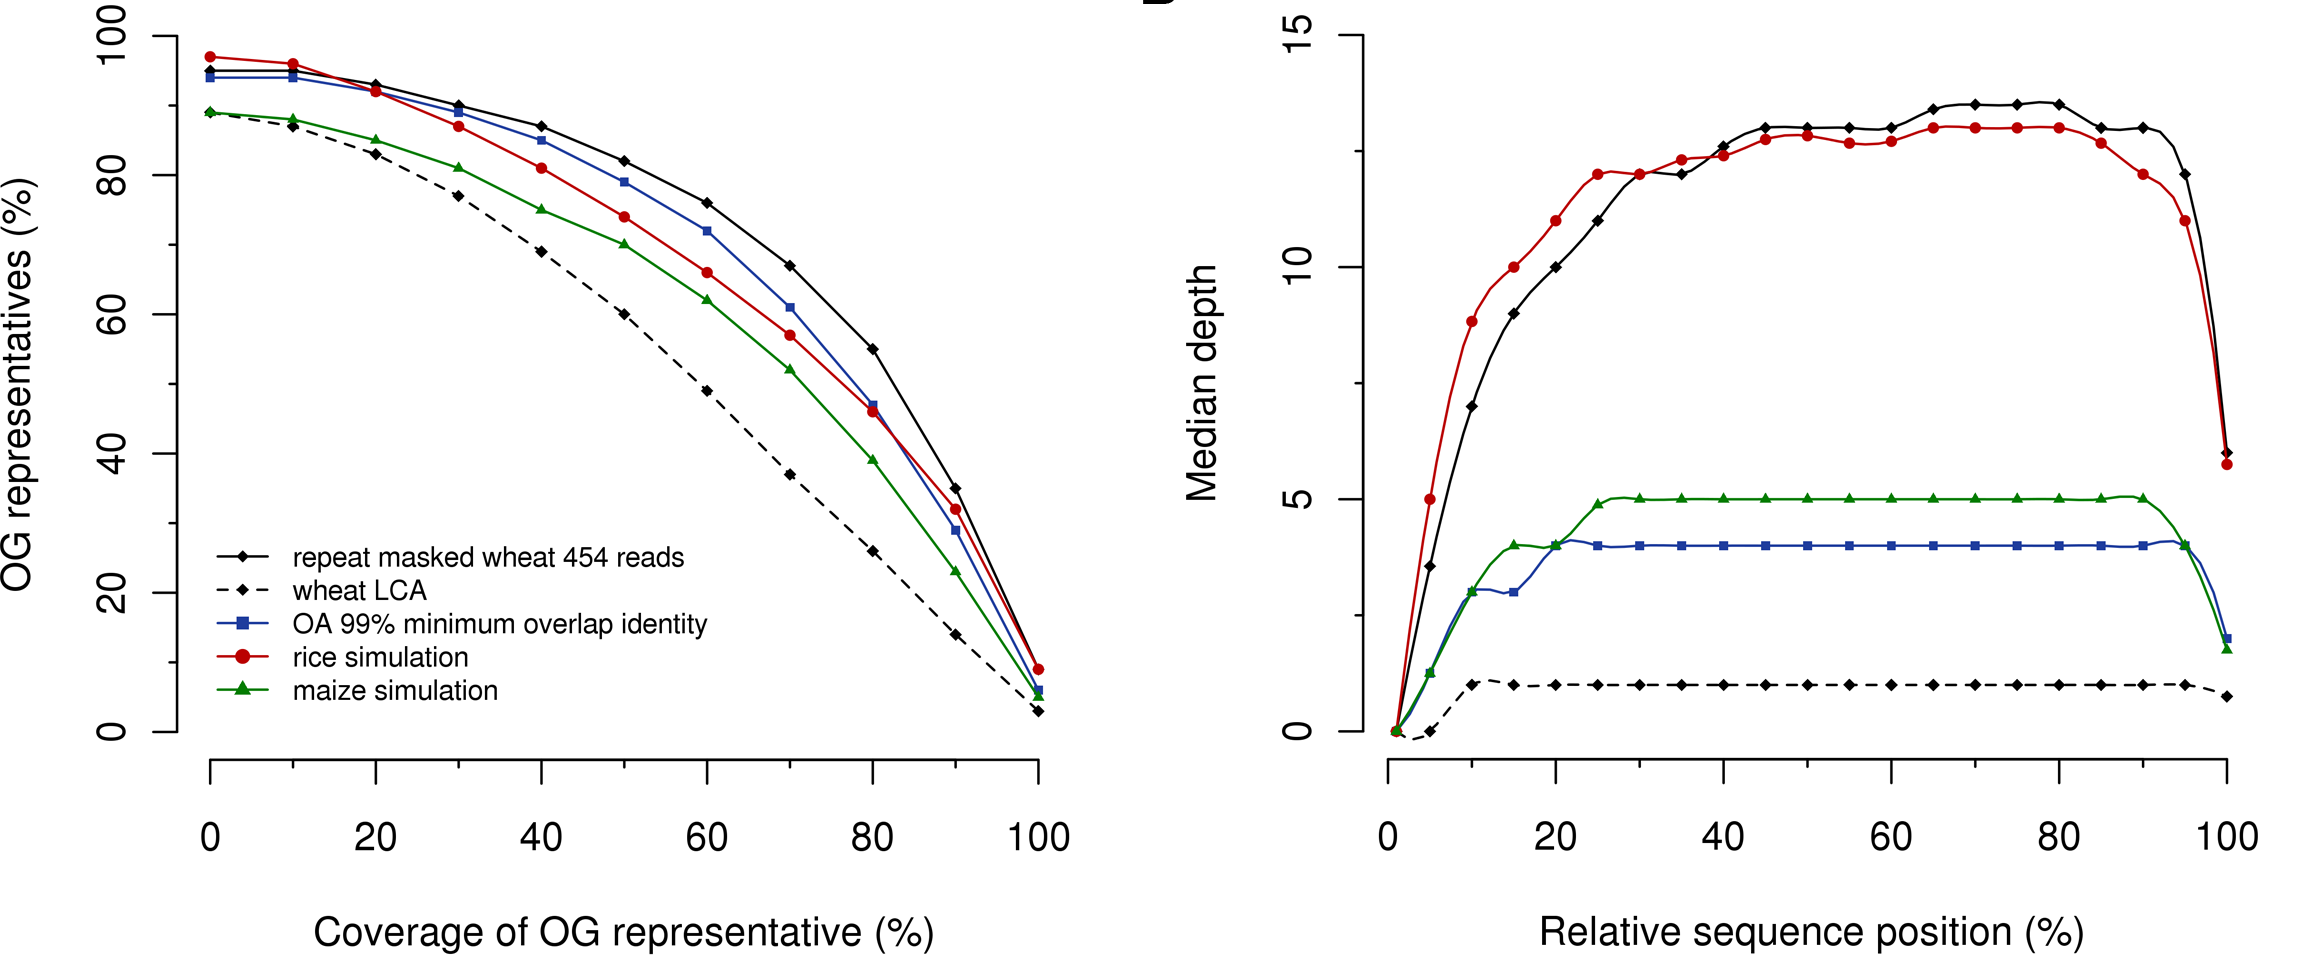 OG representatives (%)
100
80
60
40
20
0
repeat masked wheat 454 reads
wheat LCA
OA 99% minimum overlap identity
rice simulation
maize simulation
0 20 40 60 80 100
Coverage of OG representative (%)
Median depth
15
10
5
0
0 20 40 60 80 100
Relative sequence position (%)